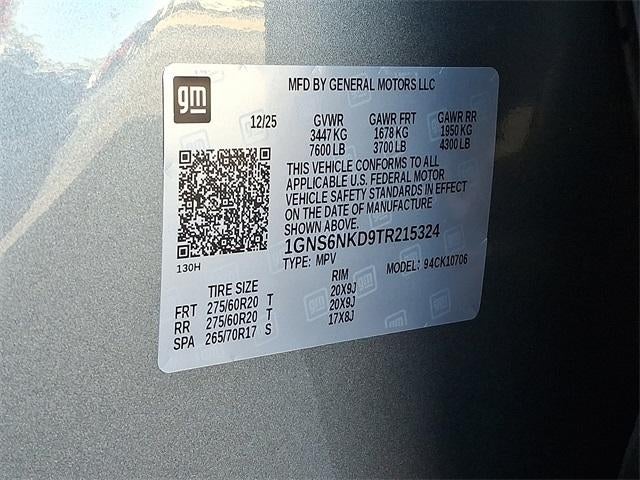 gm
MFD BY GENERAL MOTORS LLC
12/25 GVWR GAWR FRT GAWR RR
3447 KG 1678 KG 1950 KG
7600 LB 3700 LB 4300 LB
THIS VEHICLE CONFORMS TO ALL
APPLICABLE U.S. FEDERAL MOTOR
VEHICLE SAFETY STANDARDS IN EFFECT
ON THE DATE OF MANUFACTURE
SHOWN ABOVE.
1GNS6NKD9TR215324
130H
TYPE: MPV MODEL: 94CK10706
TIRE SIZE RIM
FRT 275/60R20 T 20X9J
RR 275/60R20 T 20X9J
SPA 265/70R17 S 17X8J